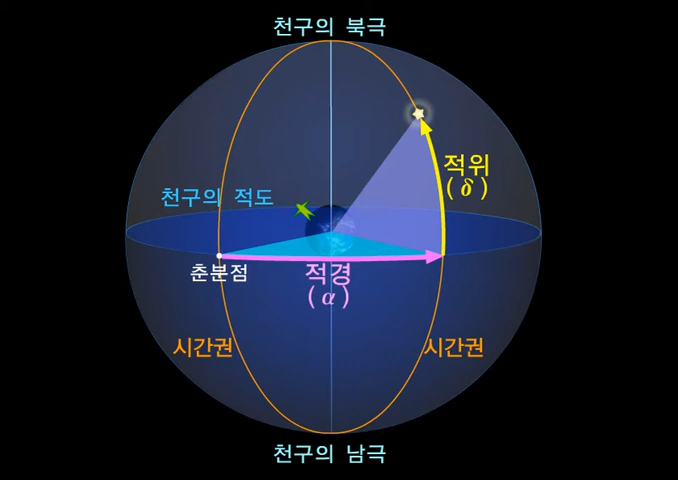 천구의 북극
적위
(δ)
천구의 적도
춘분점
적경
(α)
시간권
시간권
천구의 남극